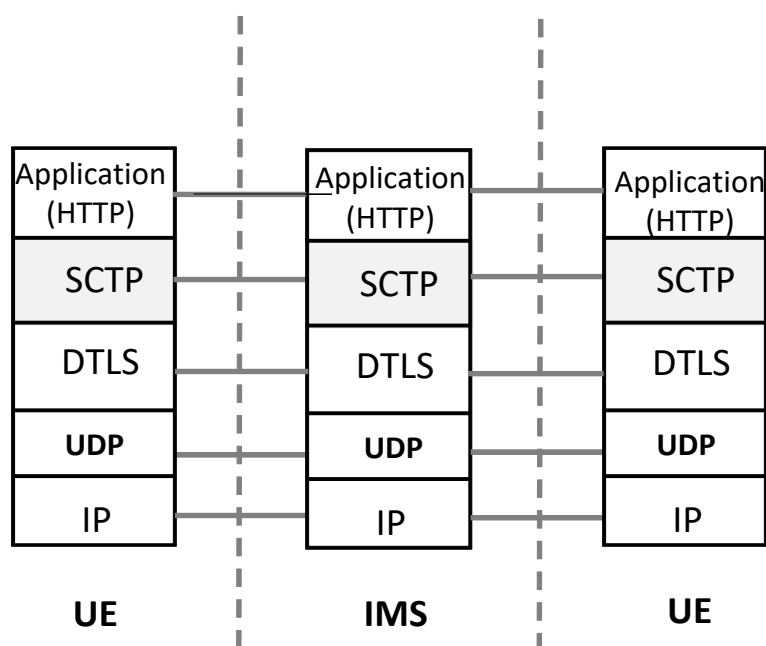 Application
(HTTP)
SCTP
DTLS
UDP
IP
UE
Application
(HTTP)
SCTP
DTLS
UDP
IP
IMS
Application
(HTTP)
SCTP
DTLS
UDP
IP
UE